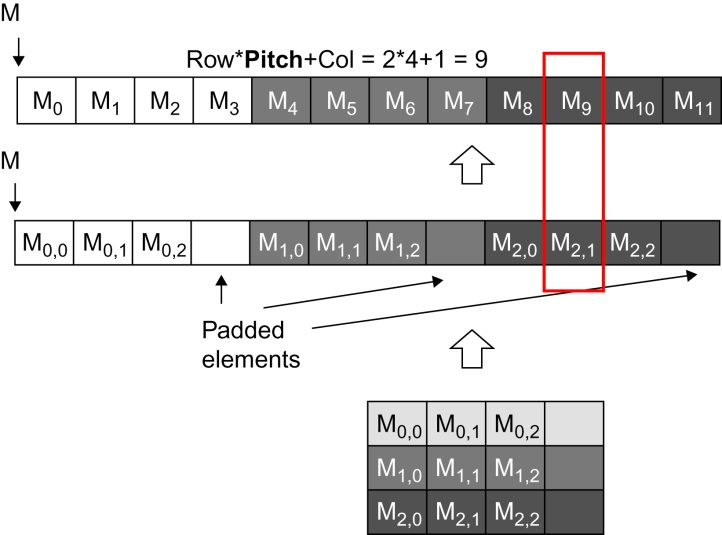 M
Row*Pitch+Col = 2*4+1 = 9
M0 M1 M2 M3 M4 M5 M6 M7 M8 M9 M10 M11
M
M0,0 M0,1 M0,2 M1,0 M1,1 M1,2 M2,0 M2,1 M2,2
Padded
elements
M0,0 M0,1 M0,2
M1,0 M1,1 M1,2
M2,0 M2,1 M2,2